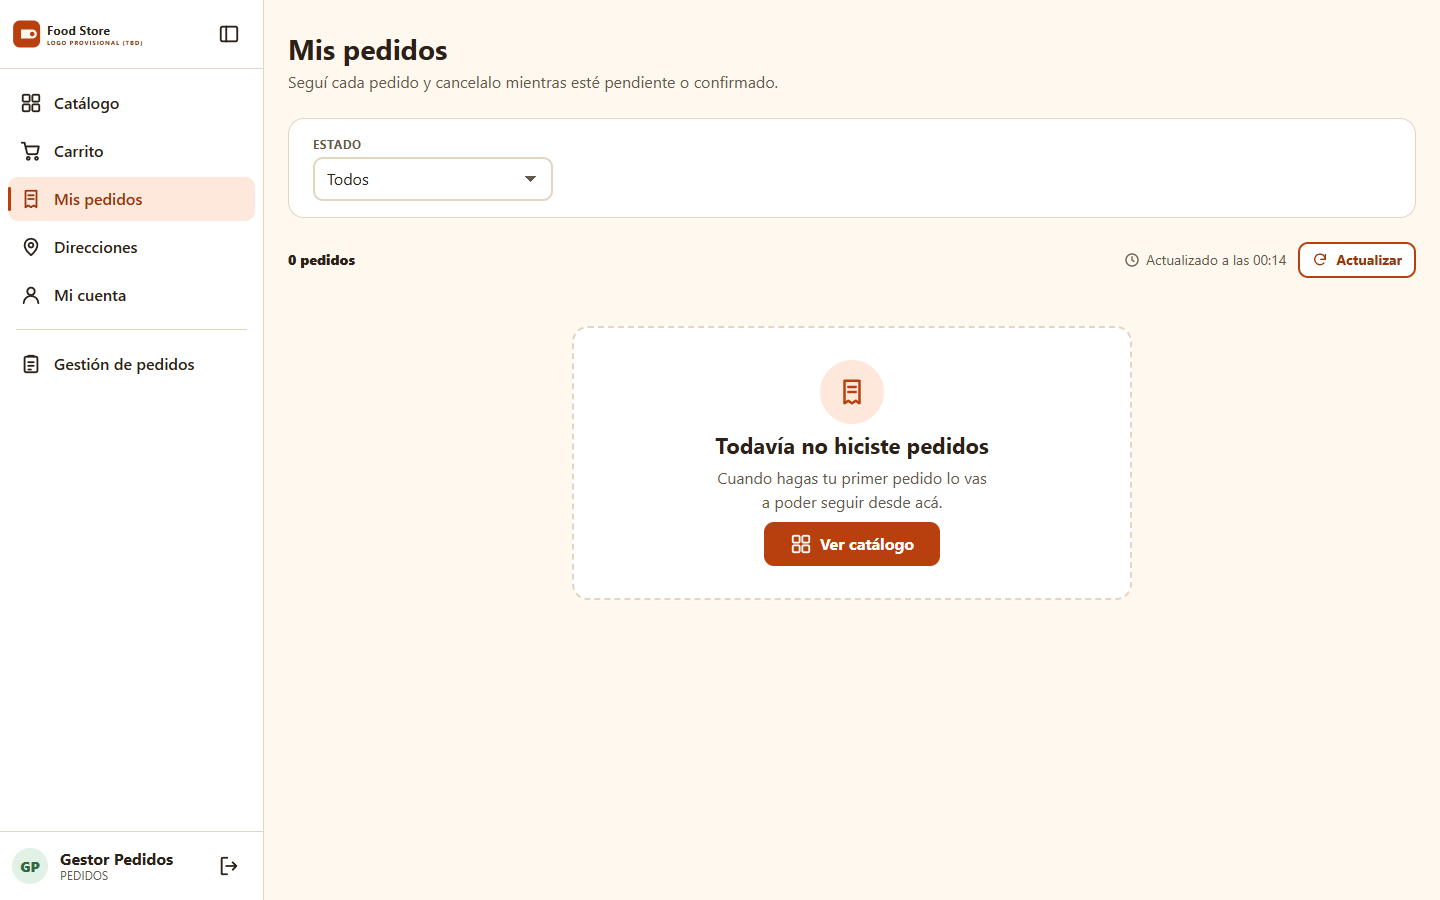 Food Store
LOGO PROVISIONAL (TBD)
Catálogo
Carrito
Mis pedidos
Direcciones
Mi cuenta
Gestión de pedidos
GP
Gestor Pedidos
PEDIDOS
Mis pedidos
Seguí cada pedido y cancelalo mientras esté pendiente o confirmado.
ESTADO
Todos
0 pedidos
Actualizado a las 00:14
Actualizar
Todavía no hiciste pedidos
Cuando hagas tu primer pedido lo vas
a poder seguir desde acá.
Ver catálogo